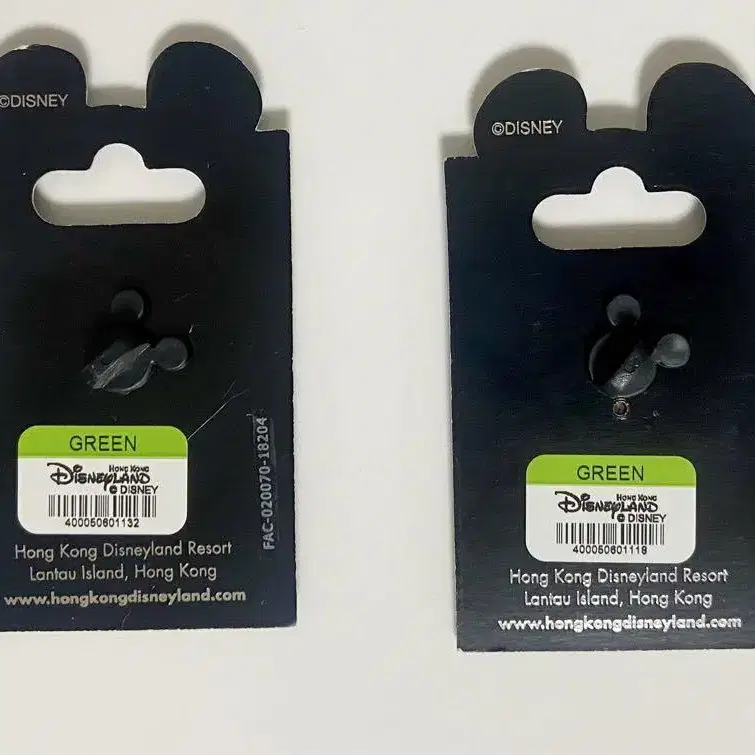 ©DISNEY
GREEN
HONG KONG
DISNEYLAND
© DISNEY
400050601132
FAC-020070-18204
Hong Kong Disneyland Resort
Lantau Island, Hong Kong
www.hongkongdisneyland.com
©DISNEY
GREEN
HONG KONG
DISNEYLAND
© DISNEY
400050601118
Hong Kong Disneyland Resort
Lantau Island, Hong Kong
www.hongkongdisneyland.com